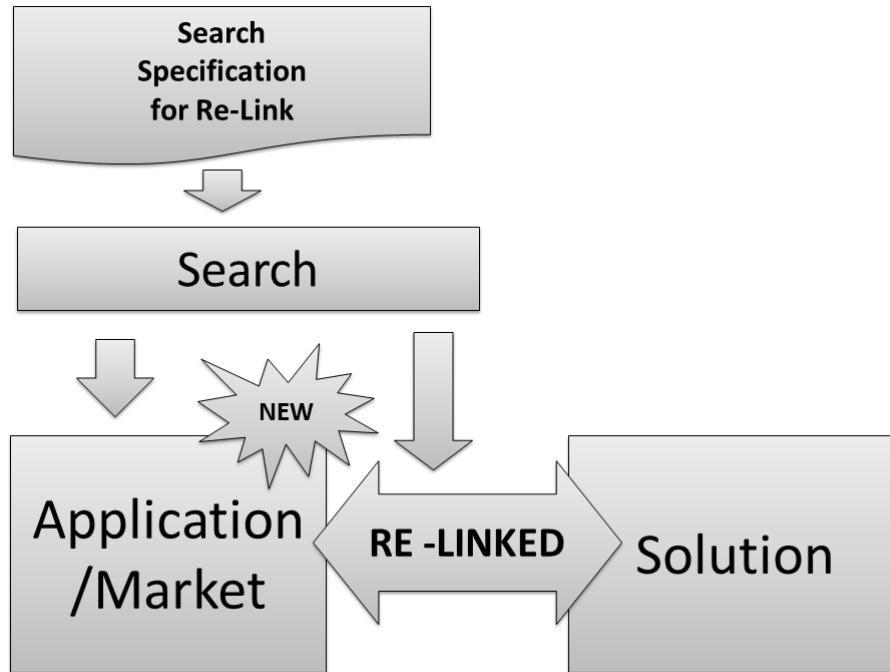 Search
Specification
for Re-Link
Search
NEW
Application
/Market
RE -LINKED
Solution